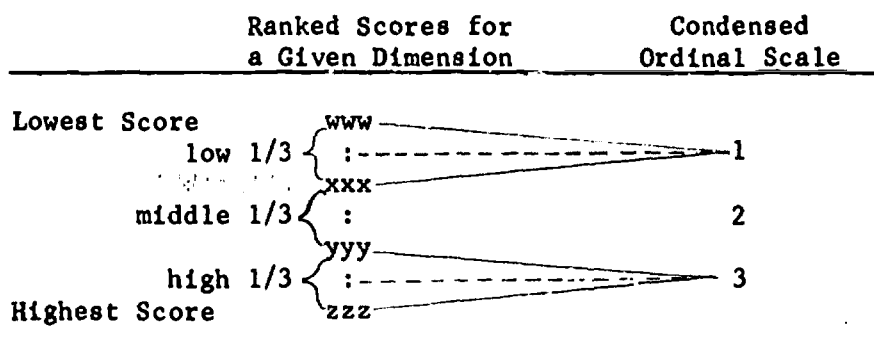 Ranked Scores for Condensed
a Given Dimension Ordinal Scale
Lowest Score www
low 1/3 : 1
xxx
middle 1/3 : 2
yyy
high 1/3 : 3
Highest Score zzz